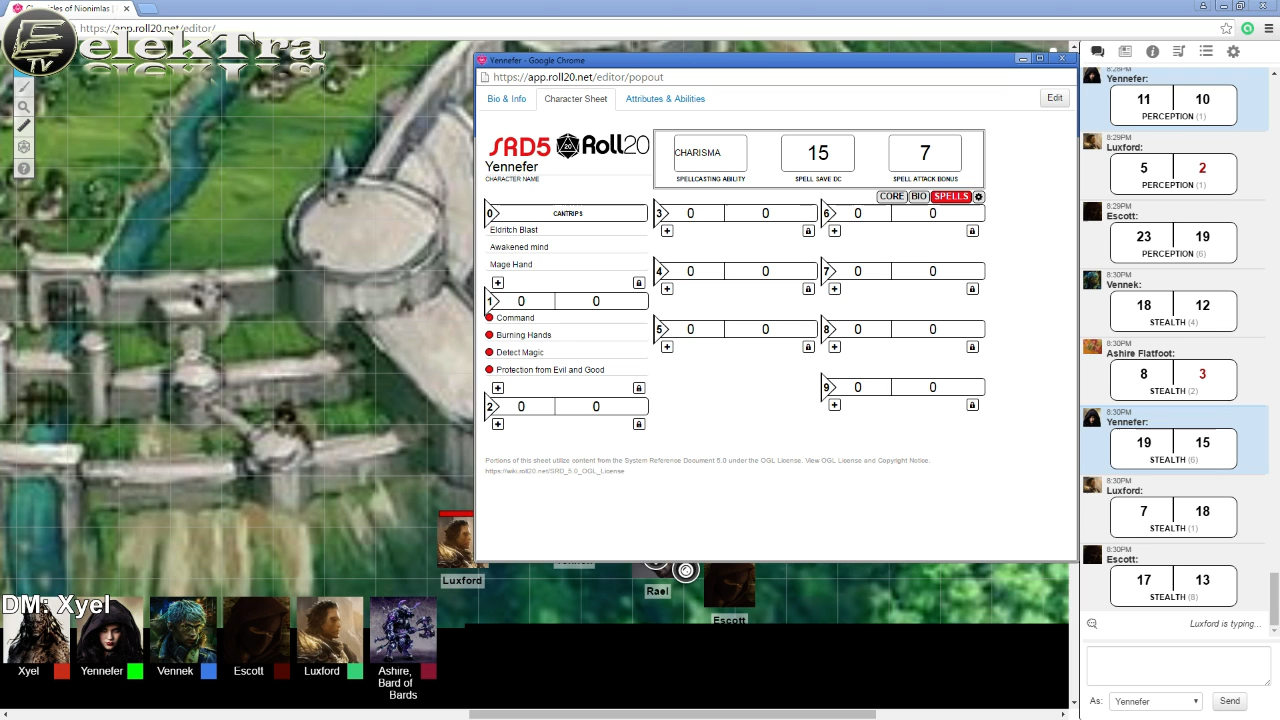 Chronicles of Nionimlas |
https://app.roll20.net/editor/
ETV
elekTra
Yennefer - Google Chrome
https://app.roll20.net/editor/popout
Bio & Info
Character Sheet
Attributes & Abilities
Edit
SRD5 Roll20
Yennefer
CHARACTER NAME
CHARISMA
15
7
SPELLCASTING ABILITY
SPELL SAVE DC
SPELL ATTACK BONUS
CORE BIO SPELLS
0 CANTRIPS
Eldritch Blast
Awakened mind
Mage Hand
1 0 0
Command
Burning Hands
Detect Magic
Protection from Evil and Good
2 0 0
3 0 0
4 0 0
5 0 0
6 0 0
7 0 0
8 0 0
9 0 0
Portions of this sheet utilize content from the System Reference Document 5.0 under the OGL License. View OGL License and Copyright Notice.
https://wiki.roll20.net/SRD_5.0_OGL_License
Luxford
Rael
Escott
DM: Xyel
Xyel
Yennefer
Vennek
Escott
Luxford
Ashire,
Bard of
Bards
Yennefer:
11 10
PERCEPTION (1)
8:29PM
Luxford:
5 2
PERCEPTION (1)
8:29PM
Escott:
23 19
PERCEPTION (6)
8:30PM
Vennek:
18 12
STEALTH (4)
8:30PM
Ashire Flatfoot:
8 3
STEALTH (2)
8:30PM
Yennefer:
19 15
STEALTH (6)
8:30PM
Luxford:
7 18
STEALTH (1)
8:30PM
Escott:
17 13
STEALTH (8)
Luxford is typing...
As: Yennefer
Send